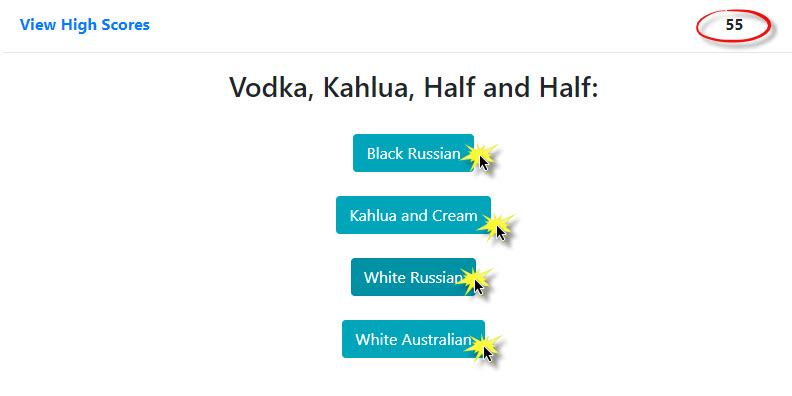 View High Scores
55
Vodka, Kahlua, Half and Half:
Black Russian
Kahlua and Cream
White Russian
White Australian